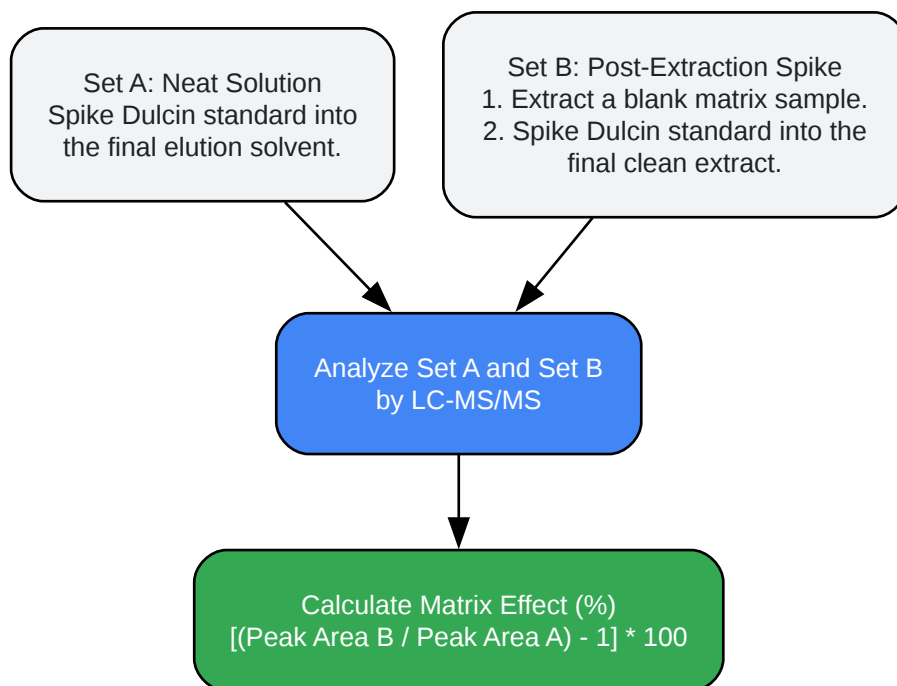 Set A: Neat Solution
Spike Dulcin standard into
the final elution solvent.
Set B: Post-Extraction Spike
1. Extract a blank matrix sample.
2. Spike Dulcin standard into the
final clean extract.
Analyze Set A and Set B
by LC-MS/MS
Calculate Matrix Effect (%)
[(Peak Area B / Peak Area A) - 1] * 100